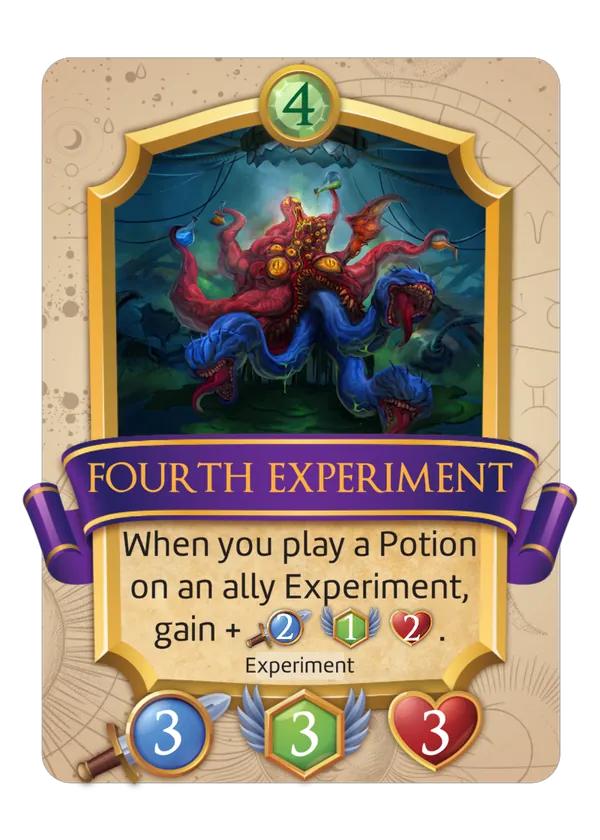 4
FOURTH EXPERIMENT
When you play a Potion
on an ally Experiment,
gain + 2 1 2 .
Experiment
3 3 3